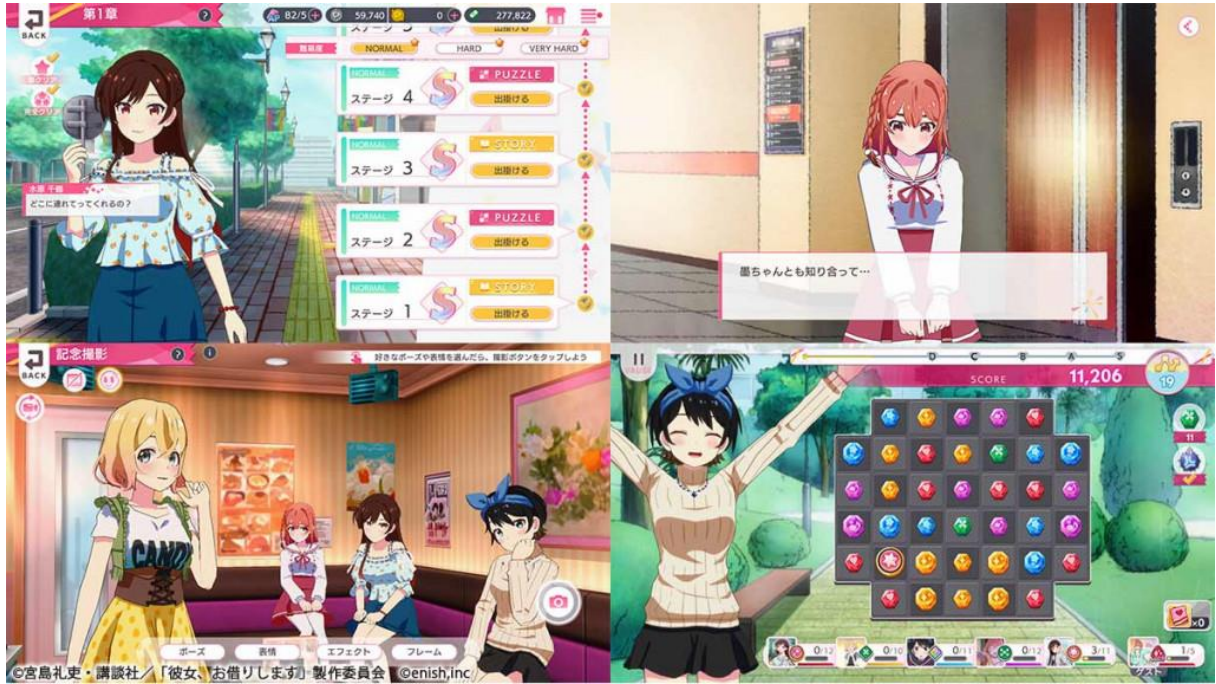 BACK
第1章
?
82/5
59,740
0
277,822
難易度
NORMAL
HARD
VERY HARD
NORMAL
ステージ 4
S
PUZZLE
出掛ける
NORMAL
ステージ 3
S
STORY
出掛ける
NORMAL
ステージ 2
S
PUZZLE
出掛ける
NORMAL
ステージ 1
S
STORY
出掛ける
水原 千鶴
どこに連れてってくれるの?
墨ちゃんとも知り合って…
BACK
記念撮影
?
好きなポーズや表情を選んだら、撮影ボタンをタップしよう
CANDY
ポーズ
表情
エフェクト
フレーム
©宮島礼吏・講談社/「彼女、お借りします」製作委員会 ©enish,inc
PAUSE
D C B A S
SCORE 11,206
19
11
×0
0/12
0/10
0/11
0/12
3/11
1/5
ゲスト